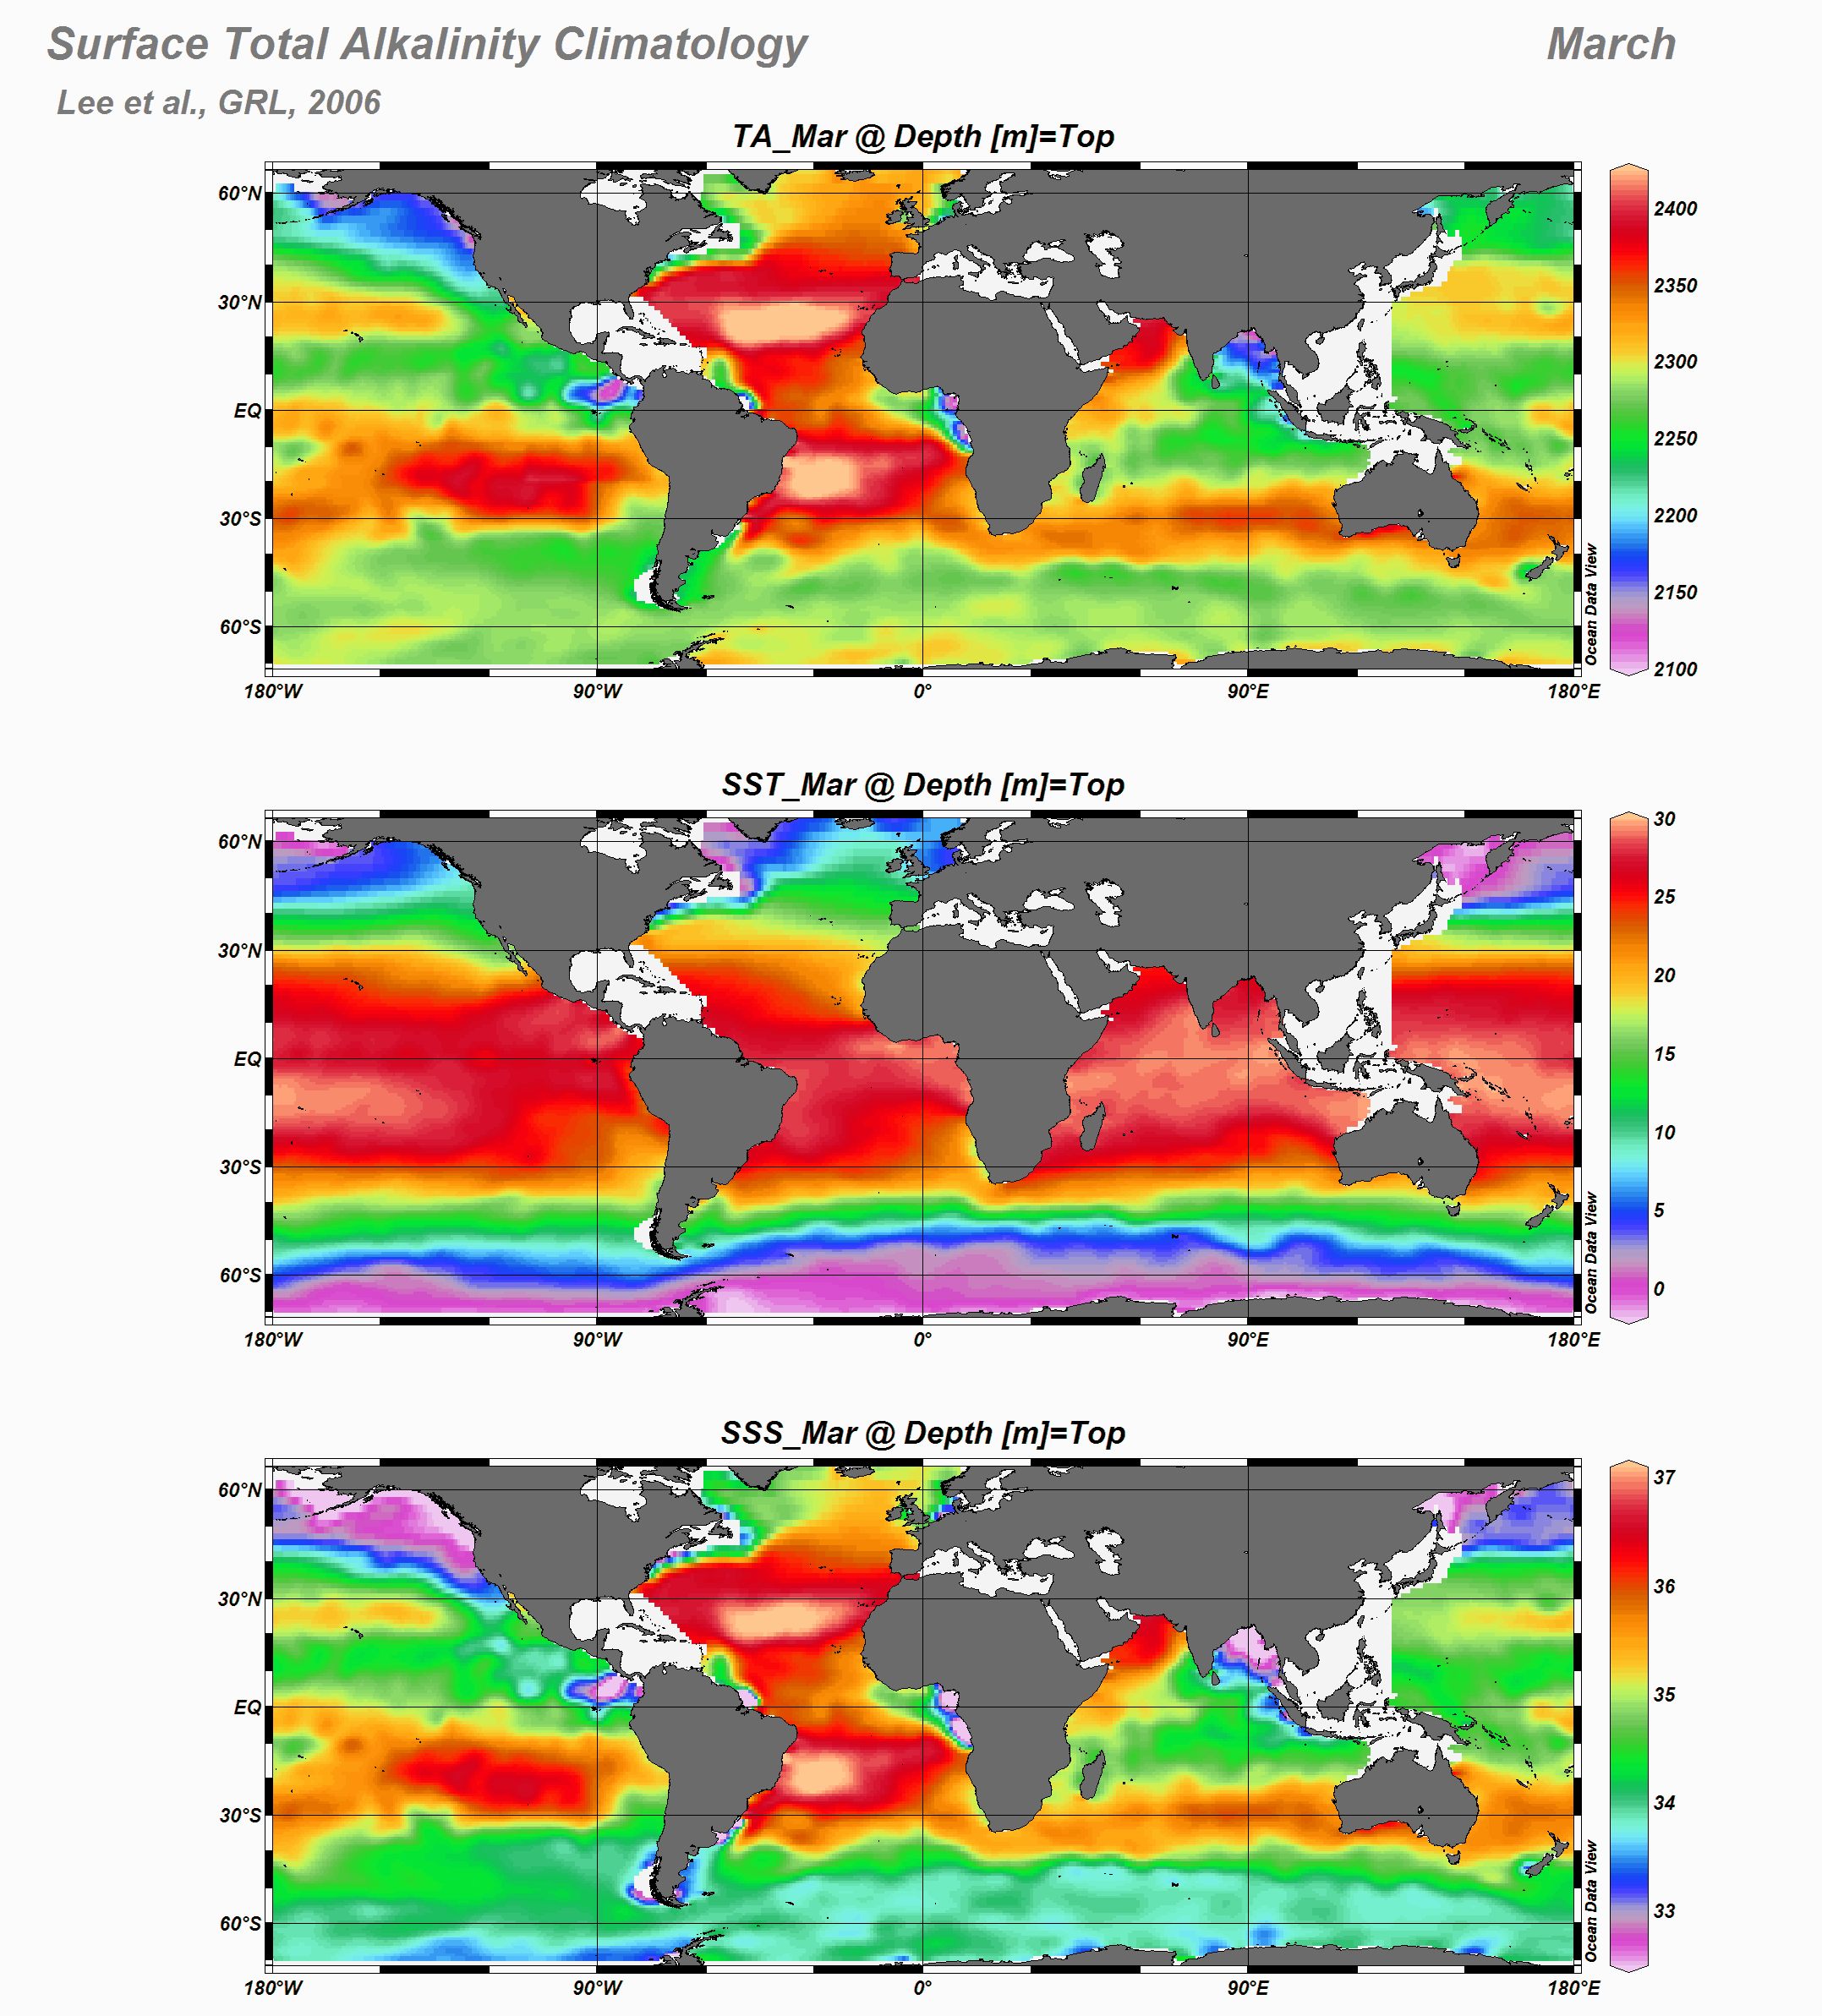 Surface Total Alkalinity Climatology
March
Lee et al., GRL, 2006
TA_Mar @ Depth [m]=Top
60°N
30°N
EQ
30°S
60°S
180°W
90°W
0°
90°E
180°E
Ocean Data View
2400
2350
2300
2250
2200
2150
2100
SST_Mar @ Depth [m]=Top
60°N
30°N
EQ
30°S
60°S
180°W
90°W
0°
90°E
180°E
Ocean Data View
30
25
20
15
10
5
0
SSS_Mar @ Depth [m]=Top
60°N
30°N
EQ
30°S
60°S
180°W
90°W
0°
90°E
180°E
Ocean Data View
37
36
35
34
33